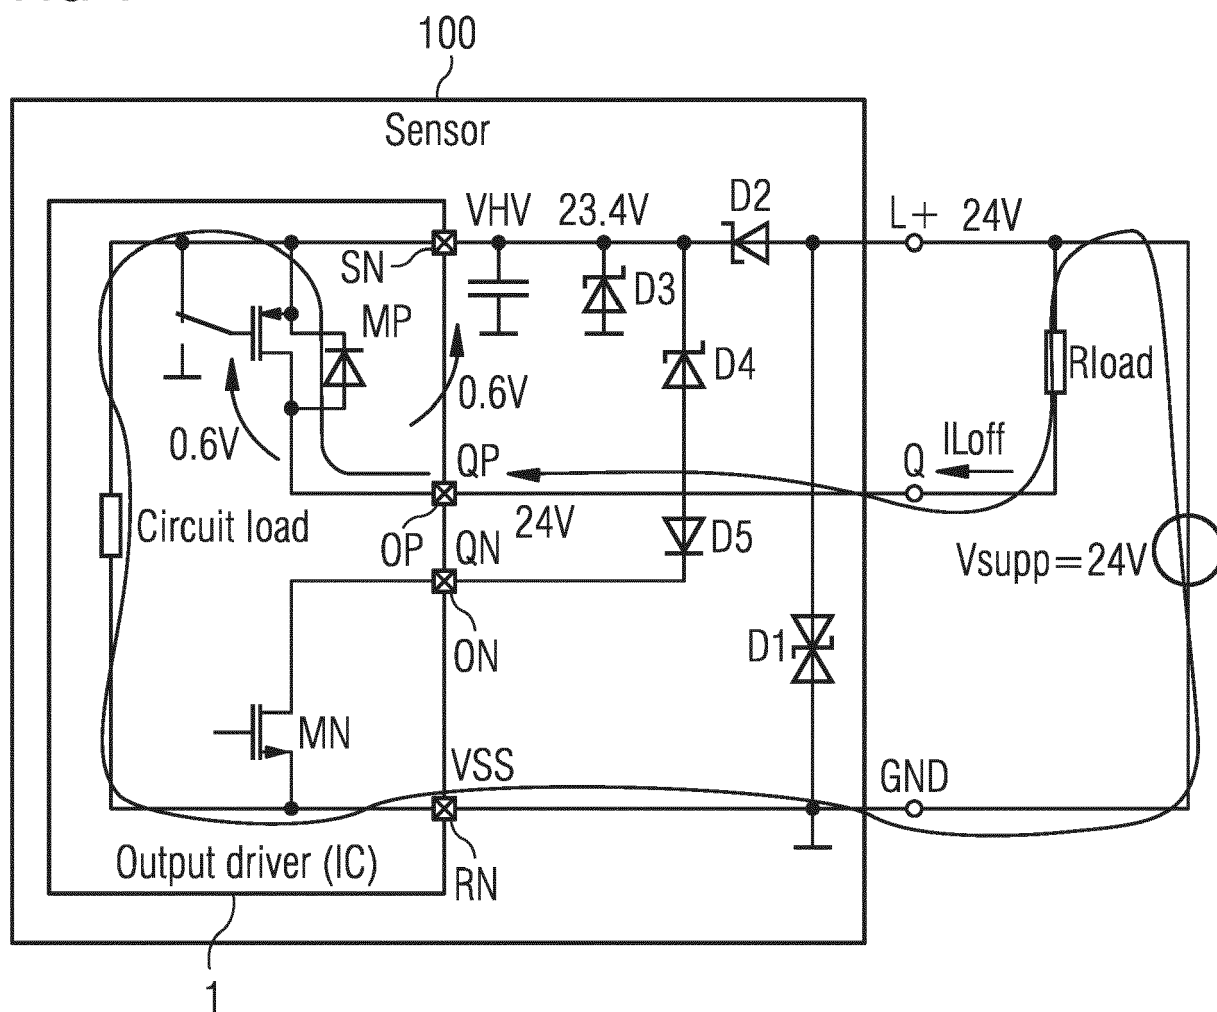 100
Sensor
VHV 23.4V D2 L+ 24V
SN
MP
D3
D4
Rload
0.6V 0.6V
QP Q ILoff
Circuit load
OP QN 24V D5
Vsupp=24V
ON
D1
MN
VSS GND
Output driver (IC)
RN
1